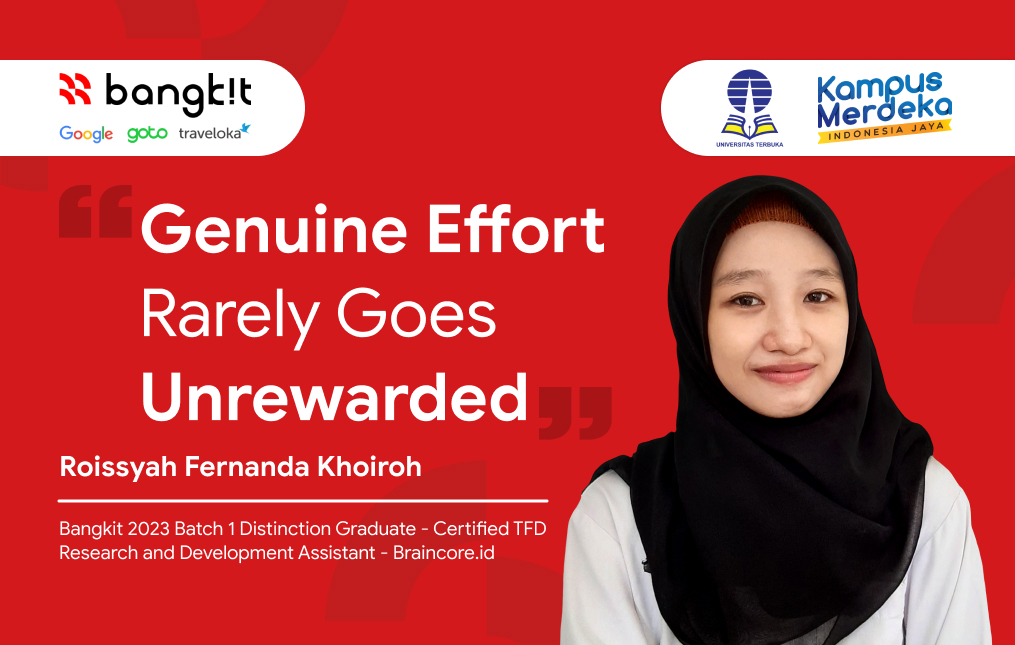 bangk!t
Google goto traveloka
UNIVERSITAS TERBUKA
Kampus
Merdeka
INDONESIA JAYA
“Genuine Effort
Rarely Goes
Unrewarded”
Roissyah Fernanda Khoiroh
Bangkit 2023 Batch 1 Distinction Graduate - Certified TFD
Research and Development Assistant - Braincore.id